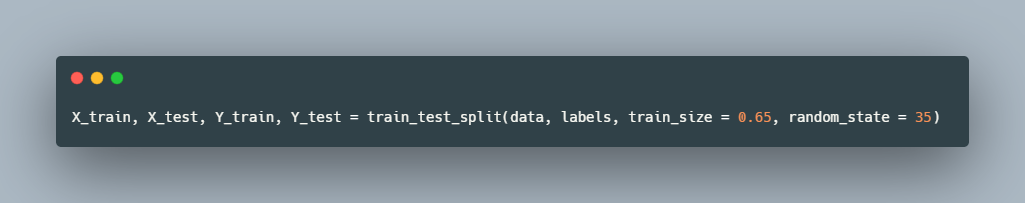 X_train, X_test, Y_train, Y_test = train_test_split(data, labels, train_size = 0.65, random_state = 35)